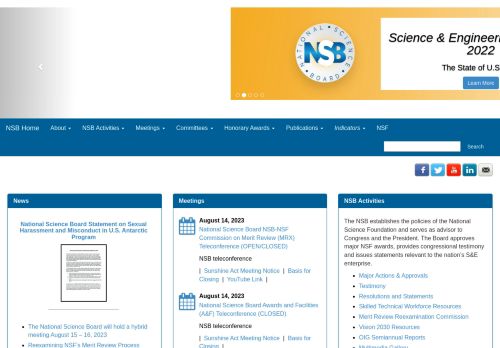 NATIONAL SCIENCE BOARD
NSB
Science & Engineerin
2022
The State of U.S
Learn More
NSB Home About NSB Activities Meetings Committees Honorary Awards Publications Indicators NSF
Search
News
National Science Board Statement on Sexual
Harassment and Misconduct in U.S. Antarctic
Program
The National Science Board will hold a hybrid
meeting August 15 – 16, 2023
Reexamining NSF's Merit Review Process
Meetings
August 14, 2023
National Science Board NSB-NSF
Commission on Merit Review (MRX)
Teleconference (OPEN/CLOSED)
NSB teleconference
| Sunshine Act Meeting Notice | Basis for
Closing | YouTube Link |
August 14, 2023
National Science Board Awards and Facilities
(A&F) Teleconference (CLOSED)
NSB teleconference
| Sunshine Act Meeting Notice | Basis for
Closing |
NSB Activities
The NSB establishes the policies of the National
Science Foundation and serves as advisor to
Congress and the President. The Board approves
major NSF awards, provides congressional testimony
and issues statements relevant to the nation's S&E
enterprise.
Major Actions & Approvals
Testimony
Resolutions and Statements
Skilled Technical Workforce Resources
Merit Review Reexamination Commission
Vision 2030 Resources
OIG Semiannual Reports
Multimedia Gallery